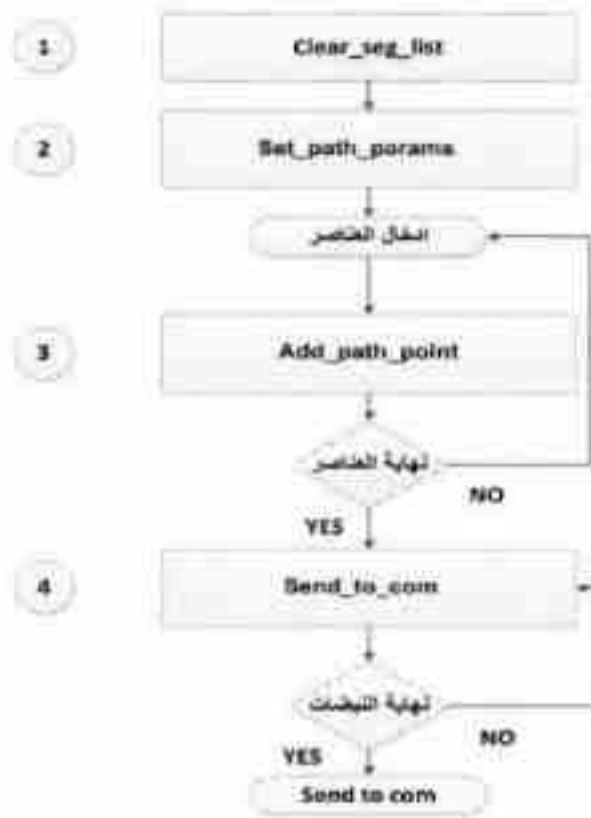 1
Clear_seg_list
2
Set_path_porams
ادخال العناصر
3
Add_path_point
نهاية العناصر
NO
YES
4
Send_to_com
نهاية النبضات
NO
YES
Send to com